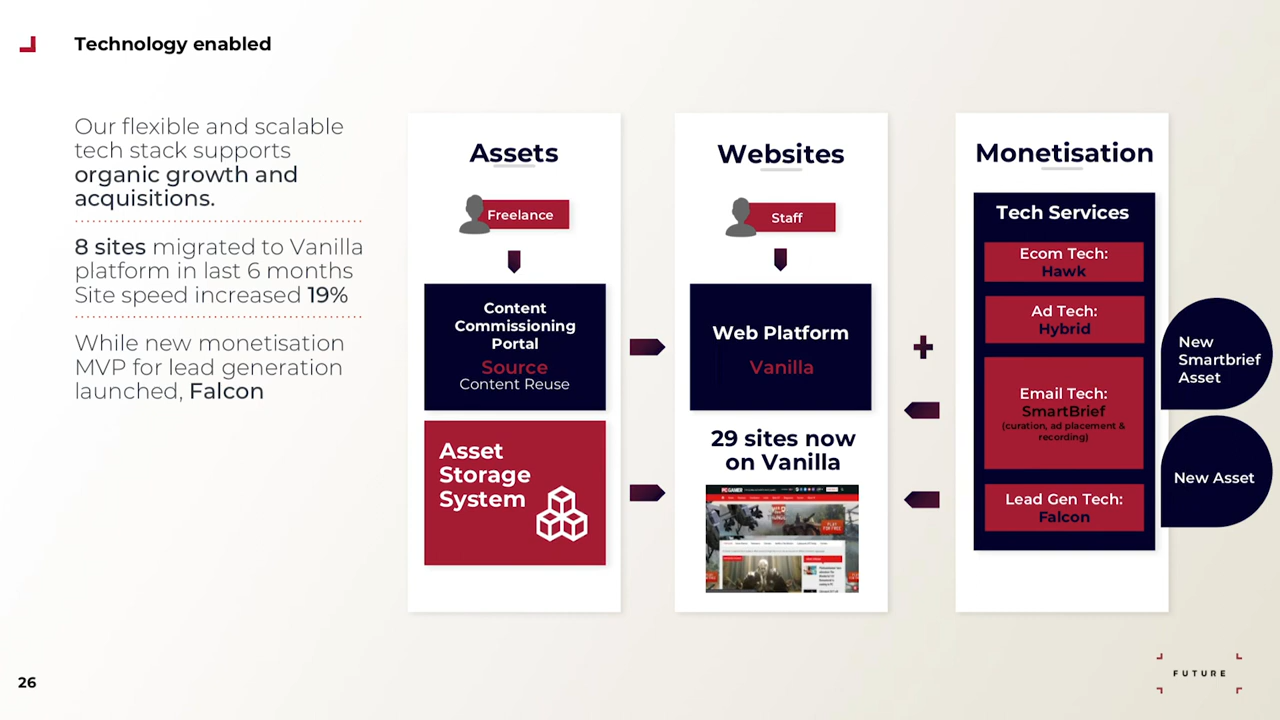 Technology enabled
Our flexible and scalable
tech stack supports
organic growth and
acquisitions.
8 sites migrated to Vanilla
platform in last 6 months
Site speed increased 19%
While new monetisation
MVP for lead generation
launched, Falcon
Assets
Freelance
Content
Commissioning
Portal
Source
Content Reuse
Asset
Storage
System
Websites
Staff
Web Platform
Vanilla
29 sites now
on Vanilla
PC GAMER
Monetisation
Tech Services
Ecom Tech:
Hawk
Ad Tech:
Hybrid
Email Tech:
SmartBrief
(curation, ad placement &
recording)
Lead Gen Tech:
Falcon
New
Smartbrief
Asset
New Asset
26
FUTURE